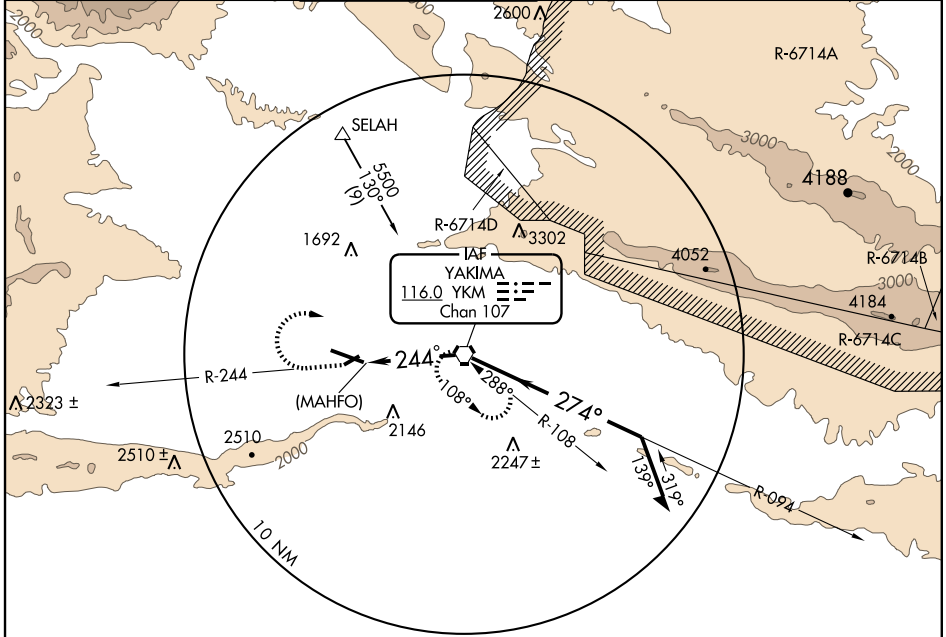 2000
2600
2000
R-6714A
SELAH
3000
2000
5500
130°
(9)
4188
R-6714D
3302
1692
IAF
YAKIMA
116.0 YKM
Chan 107
4052
R-6714B
3000
4184
R-6714C
244°
288°
274°
R-244
(MAHFO)
108°
2323 ±
2146
R-108
2510
2000
2510 ±
2247 ±
139°
319°
R-094
10 NM